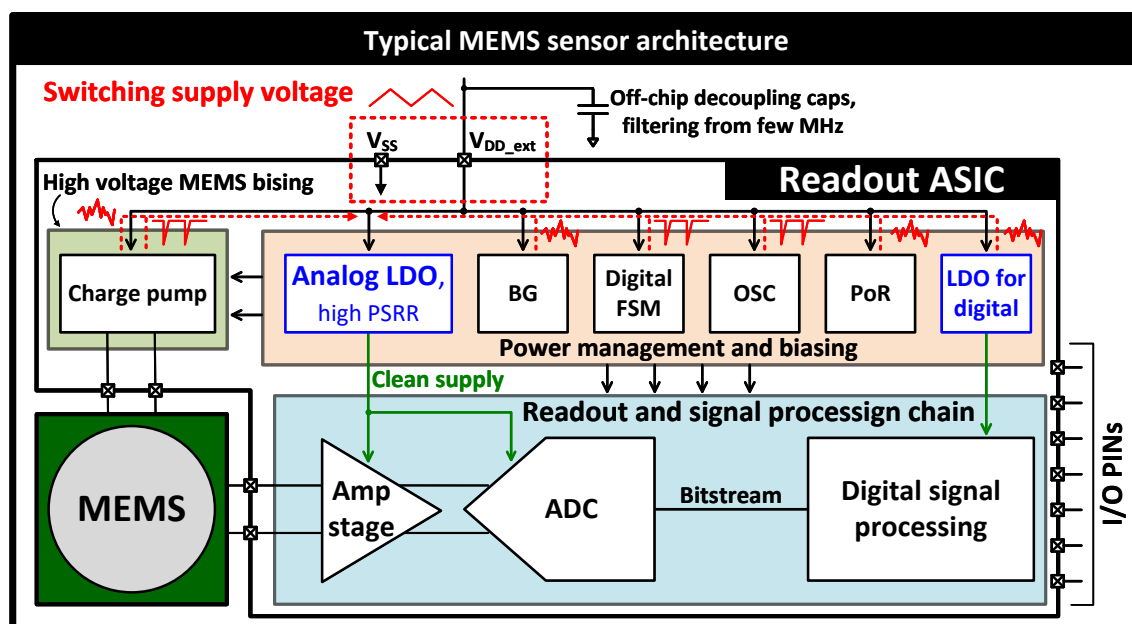 Typical MEMS sensor architecture
Switching supply voltage
Off-chip decoupling caps,
filtering from few MHz
VSS
VDD_ext
Readout ASIC
High voltage MEMS bising
Charge pump
Analog LDO,
high PSRR
BG
Digital
FSM
OSC
PoR
LDO for
digital
Power management and biasing
Clean supply
Readout and signal processign chain
MEMS
Amp
stage
ADC
Bitstream
Digital signal
processing
I/O PINs